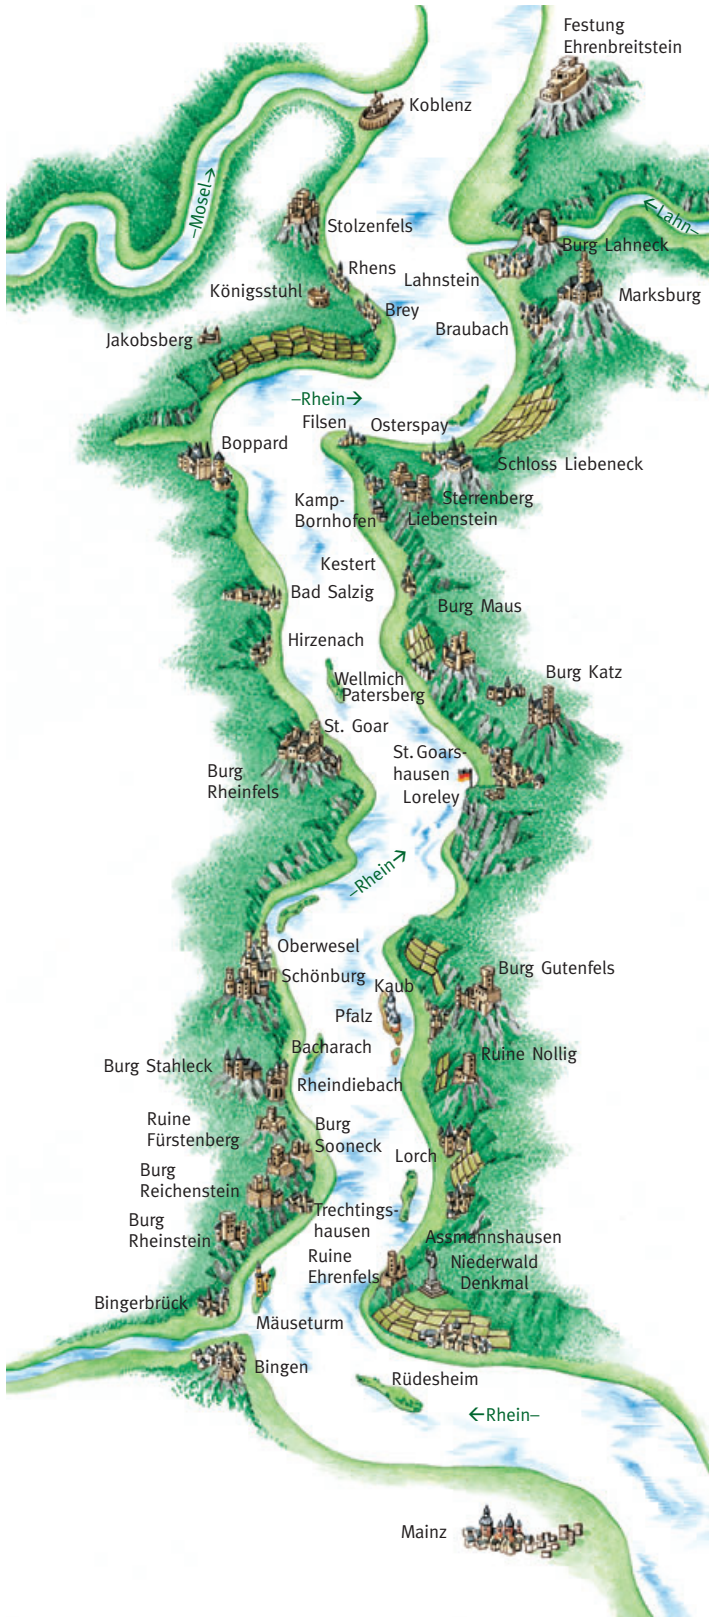 Festung
Ehrenbreitstein
Koblenz
–Mosel→
←Lahn–
Stolzenfels
Burg Lahneck
Rhens
Lahnstein
Königsstuhl
Marksburg
Brey
Braubach
Jakobsberg
–Rhein→
Filsen
Osterspay
Boppard
Schloss Liebeneck
Kamp-
Bornhofen
Sterrenberg
Liebenstein
Kestert
Bad Salzig
Burg Maus
Hirzenach
Wellmich
Patersberg
Burg Katz
St. Goar
St. Goars-
hausen
Loreley
Burg
Rheinfels
–Rhein→
Oberwesel
Schönburg
Burg Gutenfels
Kaub
Pfalz
Bacharach
Ruine Nollig
Burg Stahleck
Rheindiebach
Ruine
Fürstenberg
Burg
Sooneck
Lorch
Burg
Reichenstein
Trechtings-
hausen
Burg
Rheinstein
Assmannshausen
Ruine
Ehrenfels
Niederwald
Denkmal
Bingerbrück
Mäuseturm
Bingen
Rüdesheim
←Rhein–
Mainz